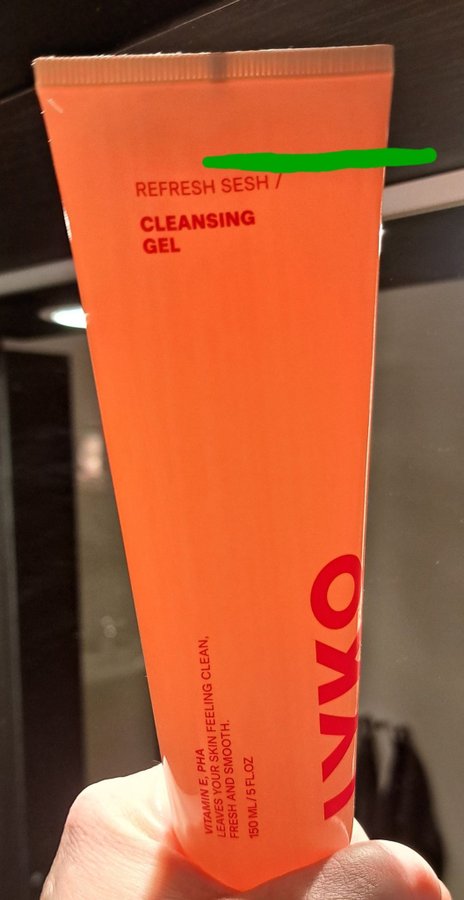 REFRESH SESH /
CLEANSING
GEL
VITAMIN E, PHA
LEAVES YOUR SKIN FEELING CLEAN,
FRESH AND SMOOTH.
150 ML / 5 FL.OZ
LYKO